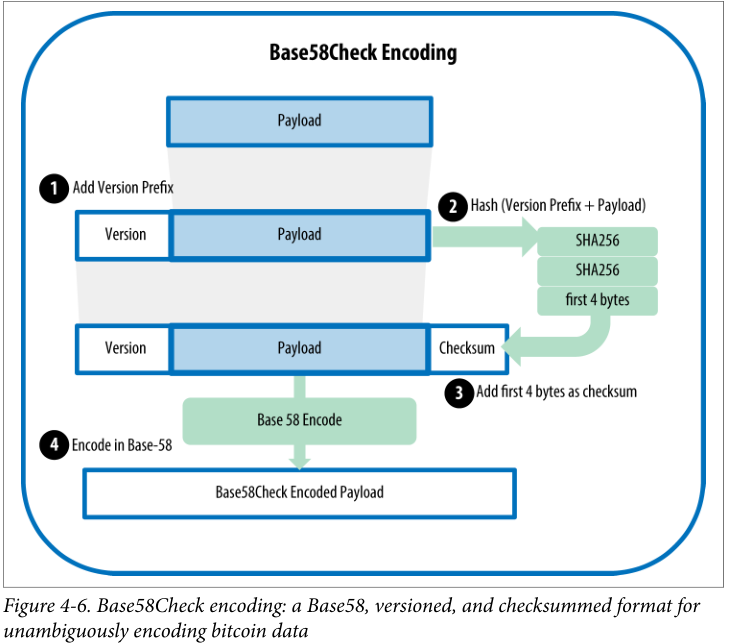 Base58Check Encoding
Payload
1 Add Version Prefix
2 Hash (Version Prefix + Payload)
Version
Payload
SHA256
SHA256
first 4 bytes
Version
Payload
Checksum
3 Add first 4 bytes as checksum
Base 58 Encode
4 Encode in Base-58
Base58Check Encoded Payload
Figure 4-6. Base58Check encoding: a Base58, versioned, and checksummed format for
unambiguously encoding bitcoin data